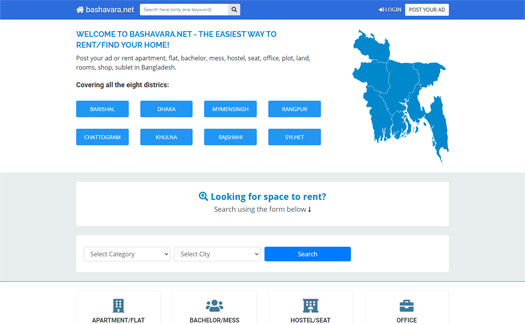 bashavara.net
Search here (only one keyword)
LOGIN
POST YOUR AD
WELCOME TO BASHAVARA.NET - THE EASIEST WAY TO
RENT/FIND YOUR HOME!
Post your ad or rent apartment, flat, bachelor, mess, hostel, seat, office, plot, land,
rooms, shop, sublet in Bangladesh.
Covering all the eight districs:
BARISHAL DHAKA MYMENSINGH RANGPUR
CHATTOGRAM KHULNA RAJSHAHI SYLHET
Looking for space to rent?
Search using the form below
Select Category Select City Search
APARTMENT/FLAT BACHELOR/MESS HOSTEL/SEAT OFFICE